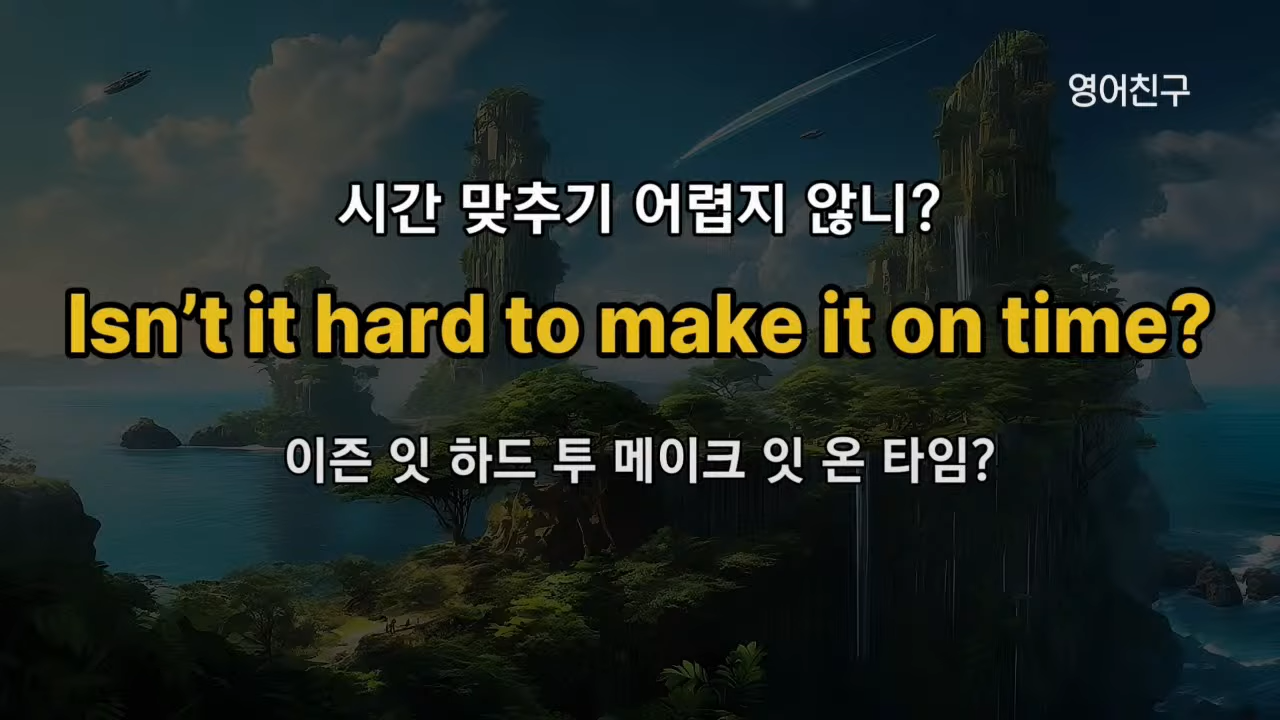 영어친구
시간 맞추기 어렵지 않니?
Isn’t it hard to make it on time?
이즌 잇 하드 투 메이크 잇 온 타임?